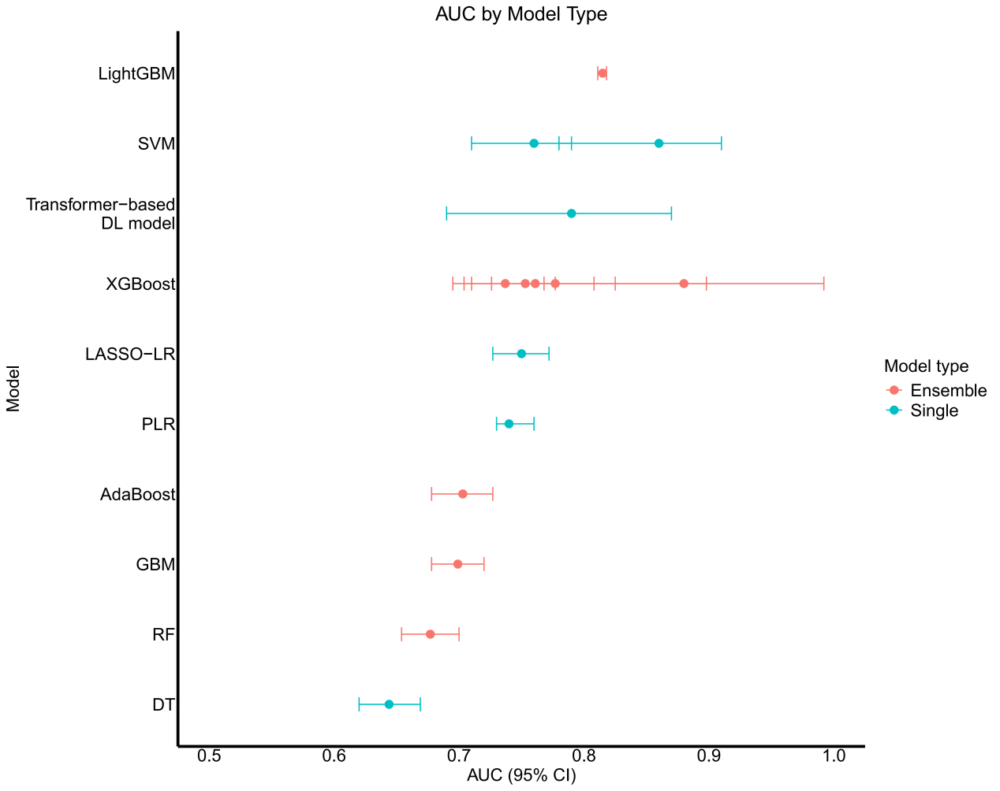 AUC by Model Type
LightGBM
SVM
Transformer−based
DL model
XGBoost
LASSO−LR
PLR
AdaBoost
GBM
RF
DT
Model
0.5 0.6 0.7 0.8 0.9 1.0
AUC (95% CI)
Model type
Ensemble
Single